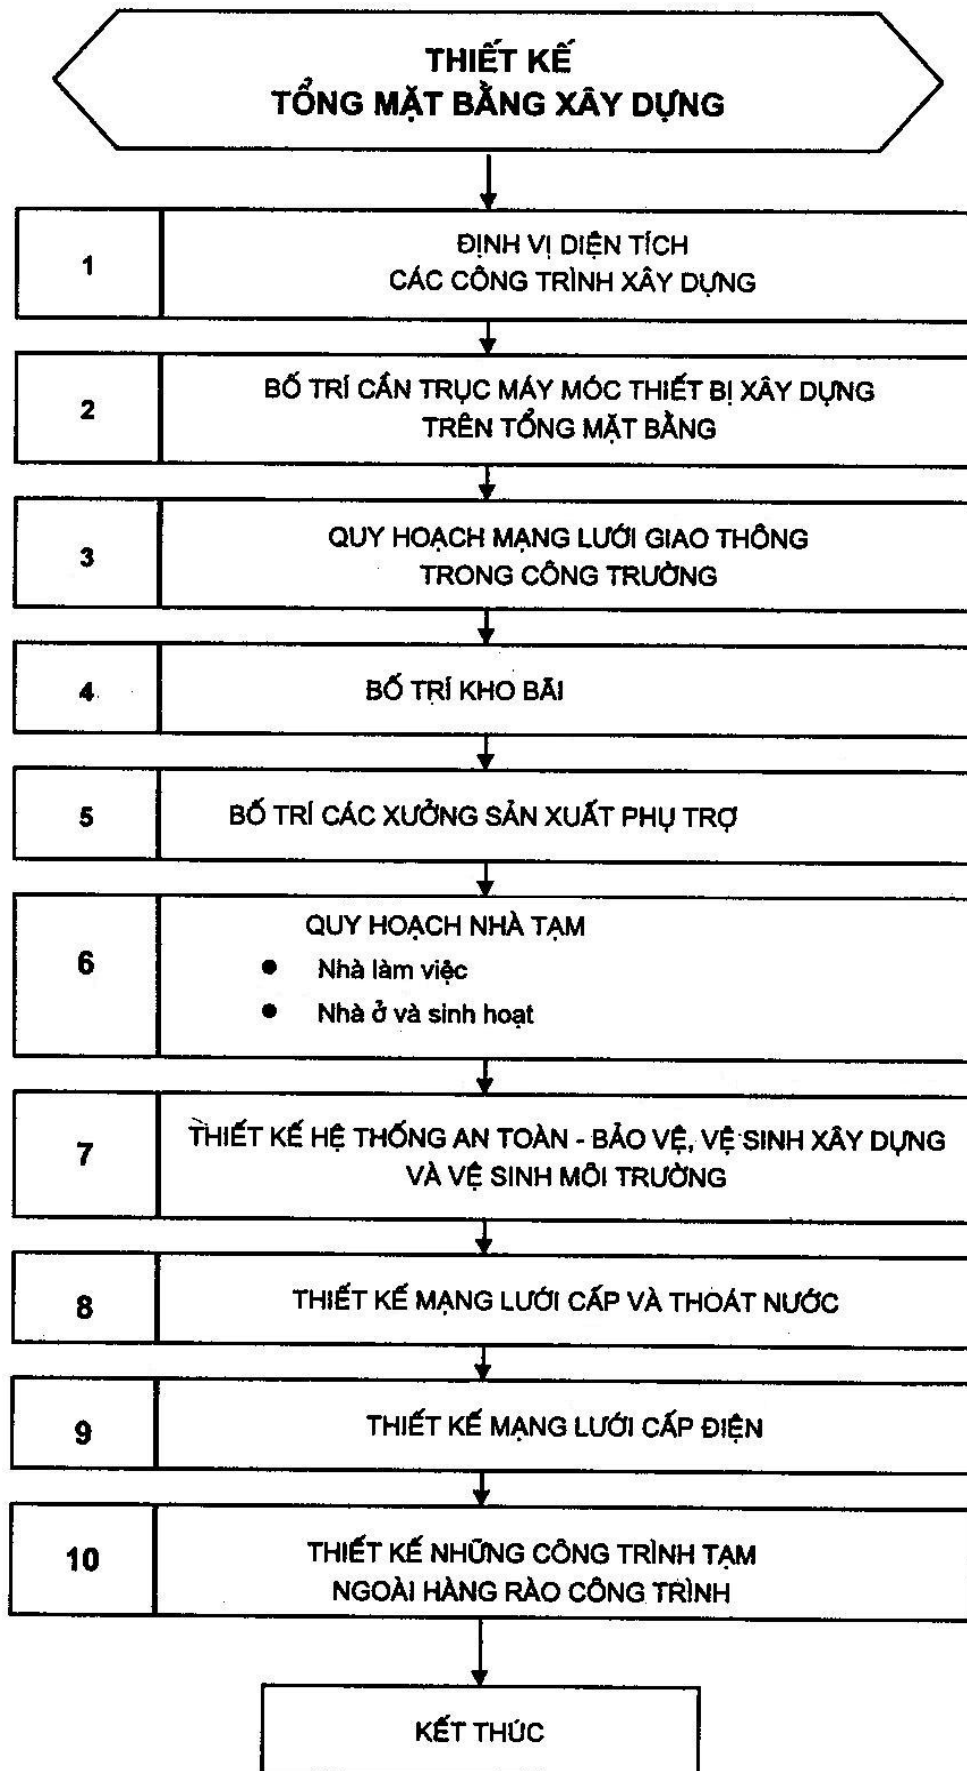 THIẾT KẾ
TỔNG MẶT BẰNG XÂY DỰNG
1
ĐỊNH VỊ DIỆN TÍCH
CÁC CÔNG TRÌNH XÂY DỰNG
2
BỐ TRÍ CẦN TRỤC MÁY MÓC THIẾT BỊ XÂY DỰNG
TRÊN TỔNG MẶT BẰNG
3
QUY HOẠCH MẠNG LƯỚI GIAO THÔNG
TRONG CÔNG TRƯỜNG
4
BỐ TRÍ KHO BÃI
5
BỐ TRÍ CÁC XƯỞNG SẢN XUẤT PHỤ TRỢ
6
QUY HOẠCH NHÀ TẠM
● Nhà làm việc
● Nhà ở và sinh hoạt
7
THIẾT KẾ HỆ THỐNG AN TOÀN - BẢO VỆ, VỆ SINH XÂY DỰNG
VÀ VỆ SINH MÔI TRƯỜNG
8
THIẾT KẾ MẠNG LƯỚI CẤP VÀ THOÁT NƯỚC
9
THIẾT KẾ MẠNG LƯỚI CẤP ĐIỆN
10
THIẾT KẾ NHỮNG CÔNG TRÌNH TẠM
NGOÀI HÀNG RÀO CÔNG TRÌNH
KẾT THÚC